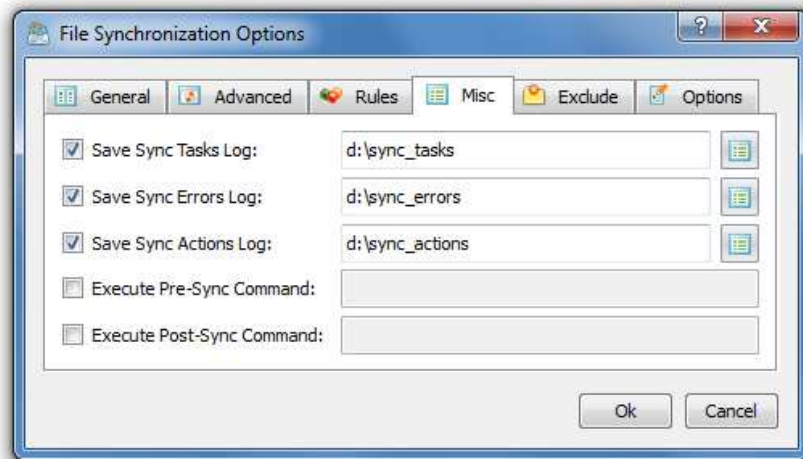 File Synchronization Options
General Advanced Rules Misc Exclude Options
Save Sync Tasks Log: d:\sync_tasks
Save Sync Errors Log: d:\sync_errors
Save Sync Actions Log: d:\sync_actions
Execute Pre-Sync Command:
Execute Post-Sync Command:
Ok Cancel